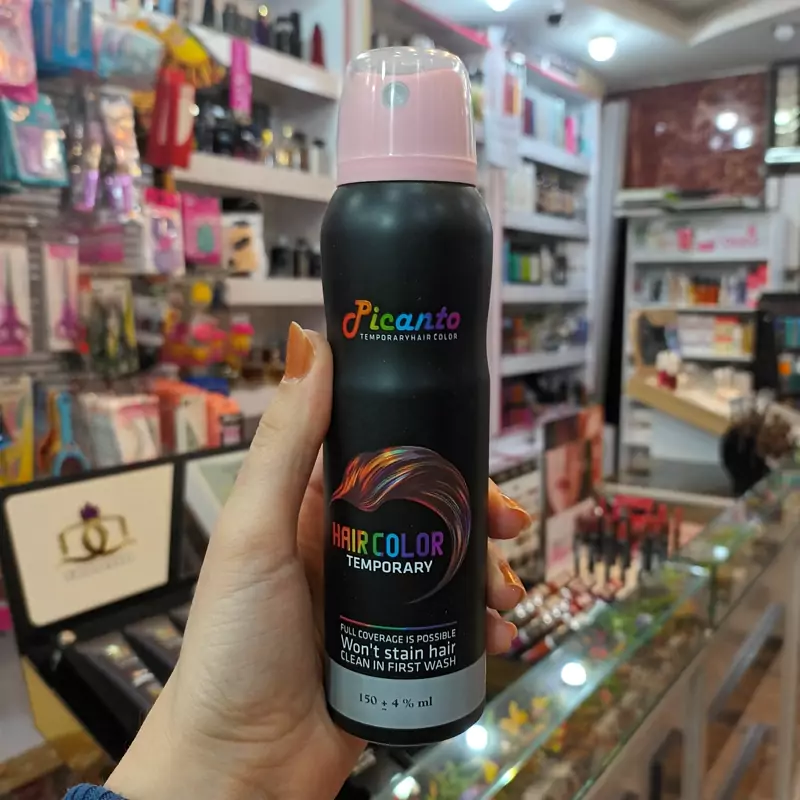 Picanto
TEMPORARYHAIR COLOR
HAIR COLOR
TEMPORARY
FULL COVERAGE IS POSSIBLE
Won't stain hair
CLEAN IN FIRST WASH
150 ± 4 % ml